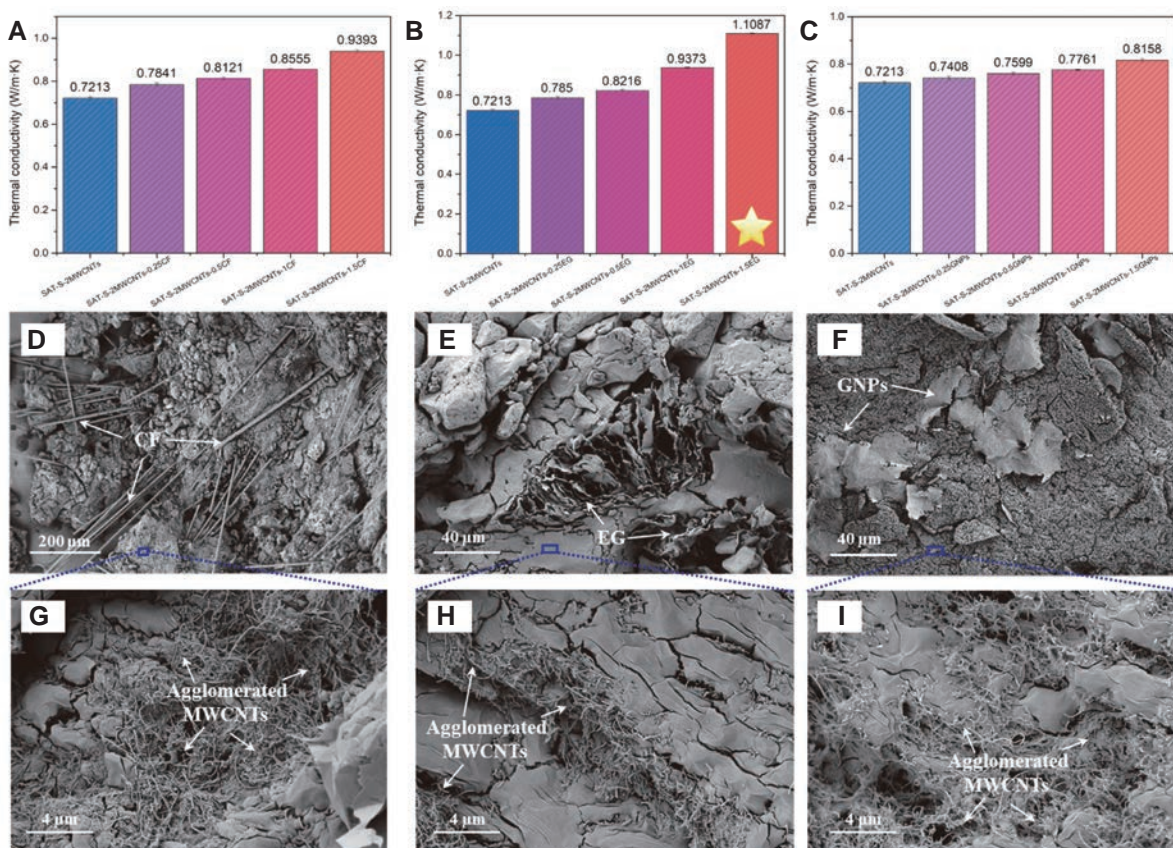 A
Thermal conductivity (W/m·K)
1.0
0.8
0.6
0.4
0.2
0.0
0.7213
0.7841
0.8121
0.8555
0.9393
SAT-S-2MWCNTs
SAT-S-2MWCNTs-0.25CF
SAT-S-2MWCNTs-0.5CF
SAT-S-2MWCNTs-1CF
SAT-S-2MWCNTs-1.5CF
B
Thermal conductivity (W/m·K)
1.2
1.0
0.8
0.6
0.4
0.2
0.0
0.7213
0.785
0.8216
0.9373
1.1087
SAT-S-2MWCNTs
SAT-S-2MWCNTs-0.25EG
SAT-S-2MWCNTs-0.5EG
SAT-S-2MWCNTs-1EG
SAT-S-2MWCNTs-1.5EG
C
Thermal conductivity (W/m·K)
1.0
0.8
0.6
0.4
0.2
0.0
0.7213
0.7408
0.7599
0.7761
0.8158
SAT-S-2MWCNTs
SAT-S-2MWCNTs-0.25GNPs
SAT-S-2MWCNTs-0.5GNPs
SAT-S-2MWCNTs-1GNPs
SAT-S-2MWCNTs-1.5GNPs
D
CF
200 μm
E
EG
40 μm
F
GNPs
40 μm
G
Agglomerated
MWCNTs
4 μm
H
Agglomerated
MWCNTs
4 μm
I
Agglomerated
MWCNTs
4 μm